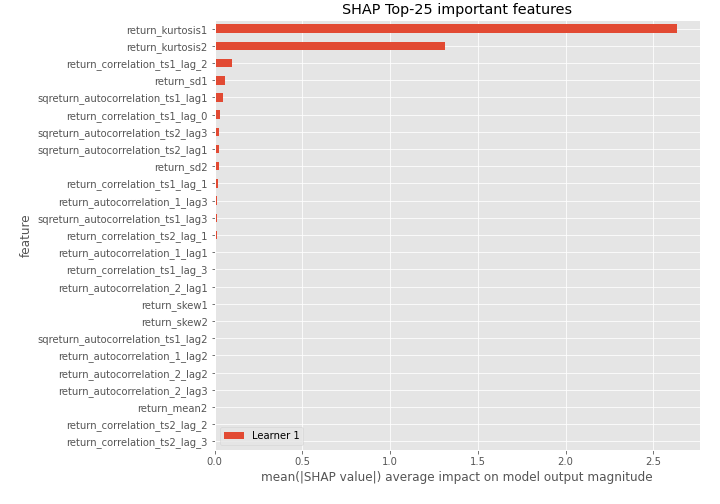 SHAP Top-25 important features
return_kurtosis1
return_kurtosis2
return_correlation_ts1_lag_2
return_sd1
sqreturn_autocorrelation_ts1_lag1
return_correlation_ts1_lag_0
sqreturn_autocorrelation_ts2_lag3
sqreturn_autocorrelation_ts2_lag1
return_sd2
return_correlation_ts1_lag_1
return_autocorrelation_1_lag3
sqreturn_autocorrelation_ts1_lag3
return_correlation_ts2_lag_1
return_autocorrelation_1_lag1
return_correlation_ts1_lag_3
return_autocorrelation_2_lag1
return_skew1
return_skew2
sqreturn_autocorrelation_ts1_lag2
return_autocorrelation_1_lag2
return_autocorrelation_2_lag2
return_autocorrelation_2_lag3
return_mean2
return_correlation_ts2_lag_2
return_correlation_ts2_lag_3
feature
Learner 1
0.0 0.5 1.0 1.5 2.0 2.5
mean(|SHAP value|) average impact on model output magnitude